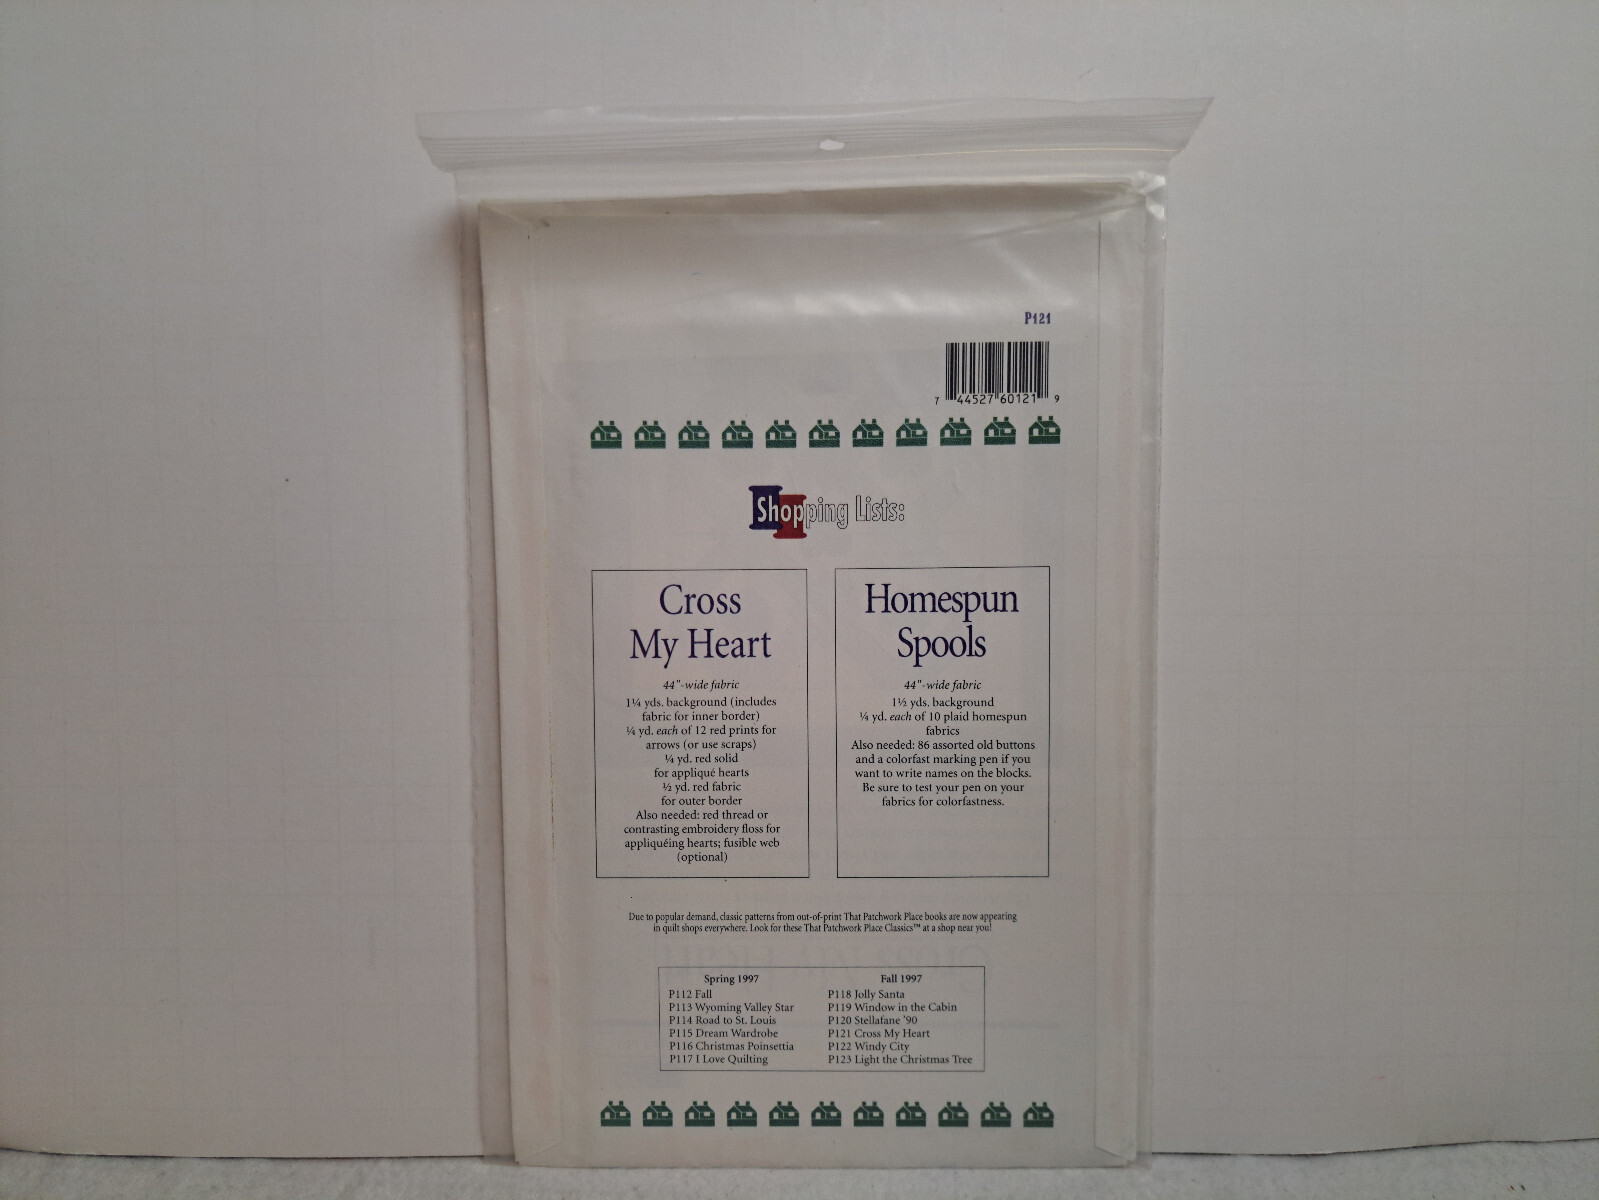 P121
7 44527 60121 9
Shopping Lists:
Cross
My Heart
44"-wide fabric
1¼ yds. background (includes
fabric for inner border)
¼ yd. each of 12 red prints for
arrows (or use scraps)
¼ yd. red solid
for appliqué hearts
½ yd. red fabric
for outer border
Also needed: red thread or
contrasting embroidery floss for
appliquéing hearts; fusible web
(optional)
Homespun
Spools
44"-wide fabric
1½ yds. background
¼ yd. each of 10 plaid homespun
fabrics
Also needed: 86 assorted old buttons
and a colorfast marking pen if you
want to write names on the blocks.
Be sure to test your pen on your
fabrics for colorfastness.
Due to popular demand, classic patterns from out-of-print That Patchwork Place books are now appearing
in quilt shops everywhere. Look for these That Patchwork Place Classics™ at a shop near you!
Spring 1997
P112 Fall
P113 Wyoming Valley Star
P114 Road to St. Louis
P115 Dream Wardrobe
P116 Christmas Poinsettia
P117 I Love Quilting
Fall 1997
P118 Jolly Santa
P119 Window in the Cabin
P120 Stellafane '90
P121 Cross My Heart
P122 Windy City
P123 Light the Christmas Tree